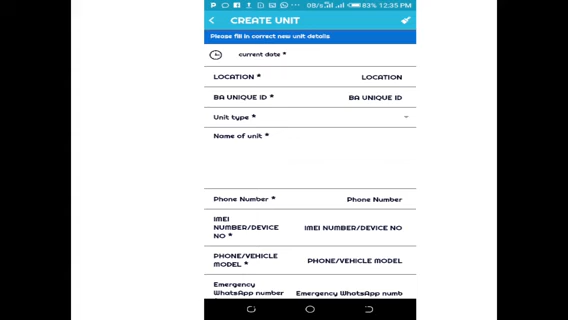 0B/s 83% 12:35 PM
CREATE UNIT
Please fill in correct new unit details
current date *
LOCATION * LOCATION
BA UNIQUE ID * BA UNIQUE ID
Unit type *
Name of unit *
Phone Number * Phone Number
IMEI
NUMBER/DEVICE
NO * IMEI NUMBER/DEVICE NO
PHONE/VEHICLE
MODEL * PHONE/VEHICLE MODEL
Emergency
WhatsApp number Emergency WhatsApp numb